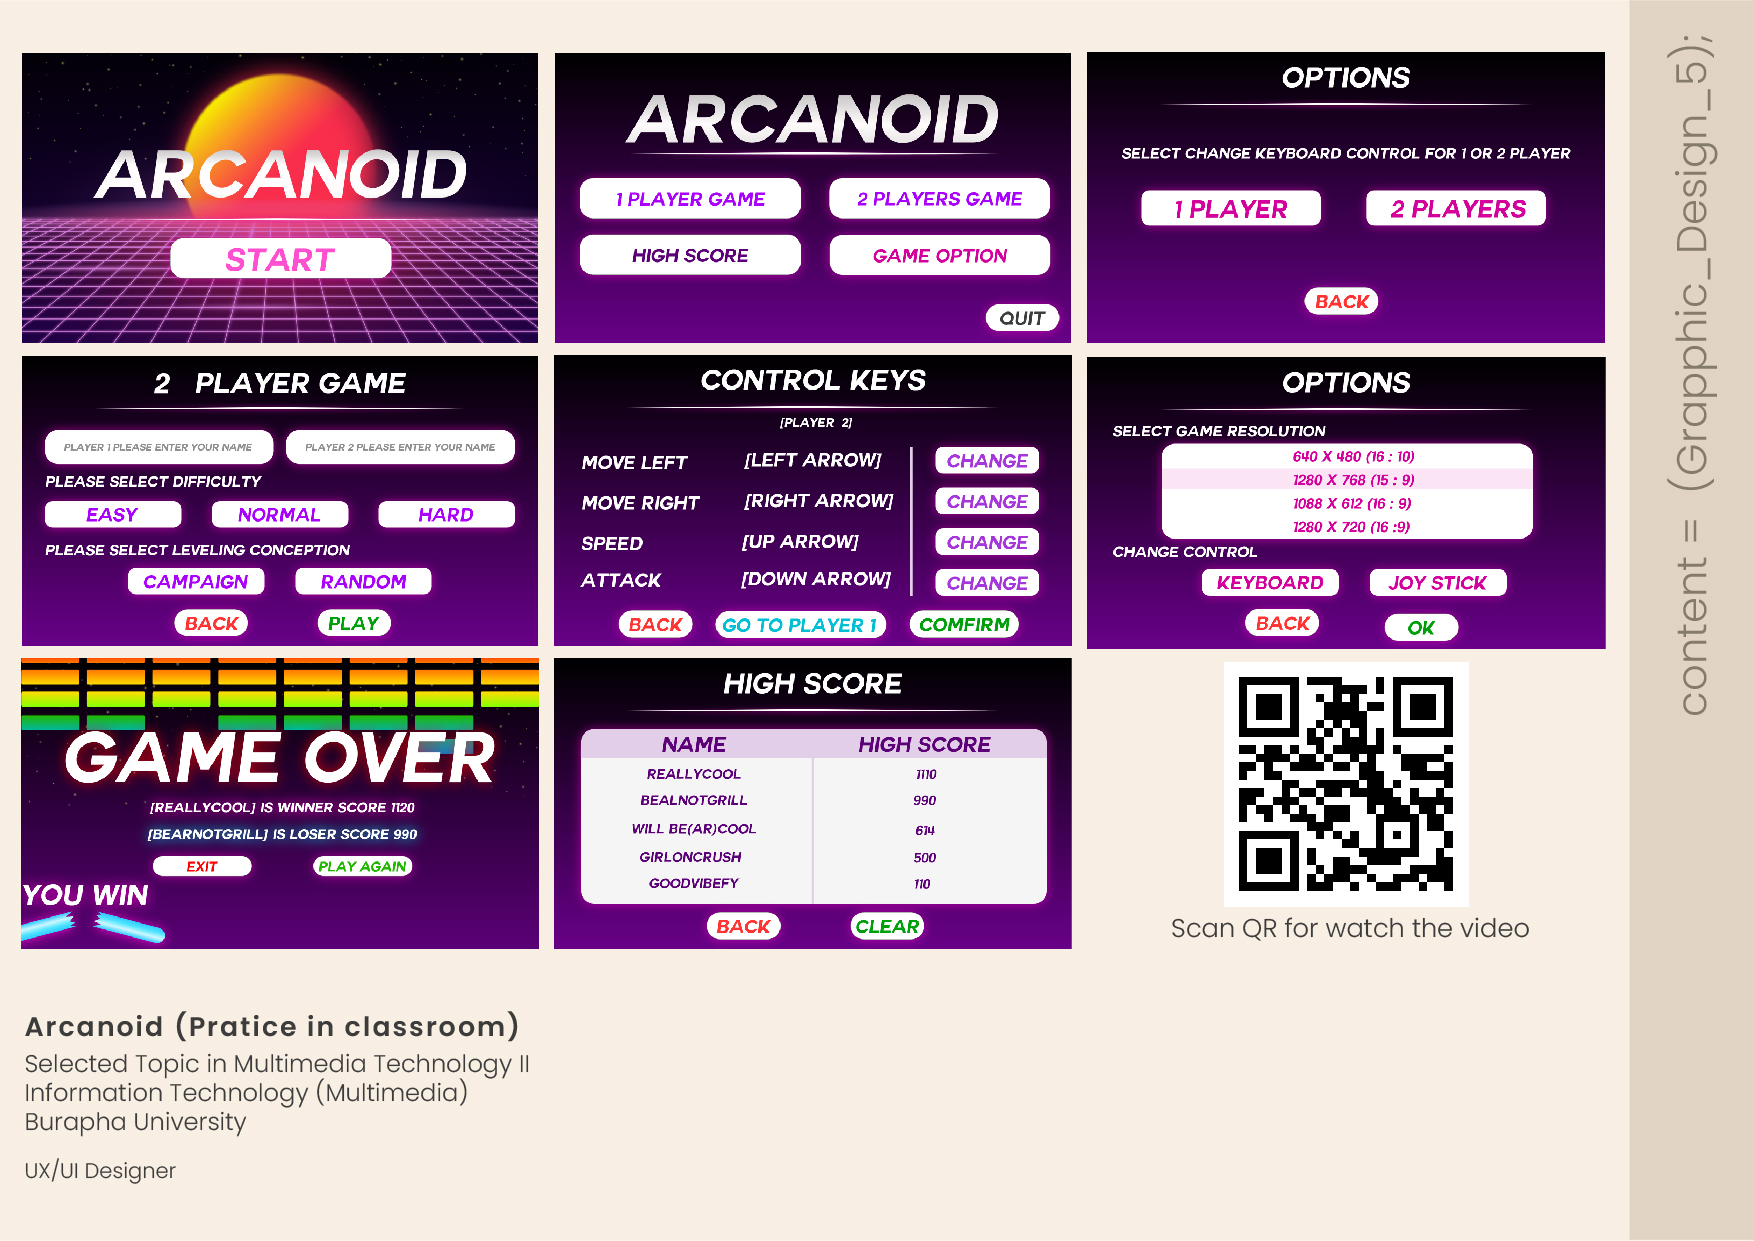 ARCANOID
START
ARCANOID
1 PLAYER GAME
2 PLAYERS GAME
HIGH SCORE
GAME OPTION
QUIT
OPTIONS
SELECT CHANGE KEYBOARD CONTROL FOR 1 OR 2 PLAYER
1 PLAYER
2 PLAYERS
BACK
2 PLAYER GAME
PLAYER 1 PLEASE ENTER YOUR NAME
PLAYER 2 PLEASE ENTER YOUR NAME
PLEASE SELECT DIFFICULTY
EASY
NORMAL
HARD
PLEASE SELECT LEVELING CONCEPTION
CAMPAIGN
RANDOM
BACK
PLAY
CONTROL KEYS
[PLAYER 2]
MOVE LEFT [LEFT ARROW] CHANGE
MOVE RIGHT [RIGHT ARROW] CHANGE
SPEED [UP ARROW] CHANGE
ATTACK [DOWN ARROW] CHANGE
BACK
GO TO PLAYER 1
COMFIRM
OPTIONS
SELECT GAME RESOLUTION
640 X 480 (16 : 10)
1280 X 768 (15 : 9)
1088 X 612 (16 : 9)
1280 X 720 (16 :9)
CHANGE CONTROL
KEYBOARD
JOY STICK
BACK
OK
GAME OVER
[REALLYCOOL] IS WINNER SCORE 1120
[BEARNOTGRILL] IS LOSER SCORE 990
EXIT
PLAY AGAIN
YOU WIN
HIGH SCORE
NAME HIGH SCORE
REALLYCOOL 1110
BEALNOTGRILL 990
WILL BE(AR)COOL 614
GIRLONCRUSH 500
GOODVIBEFY 110
BACK
CLEAR
Scan QR for watch the video
Arcanoid (Pratice in classroom)
Selected Topic in Multimedia Technology II
Information Technology (Multimedia)
Burapha University
UX/UI Designer
content = (Grapphic_Design_5);